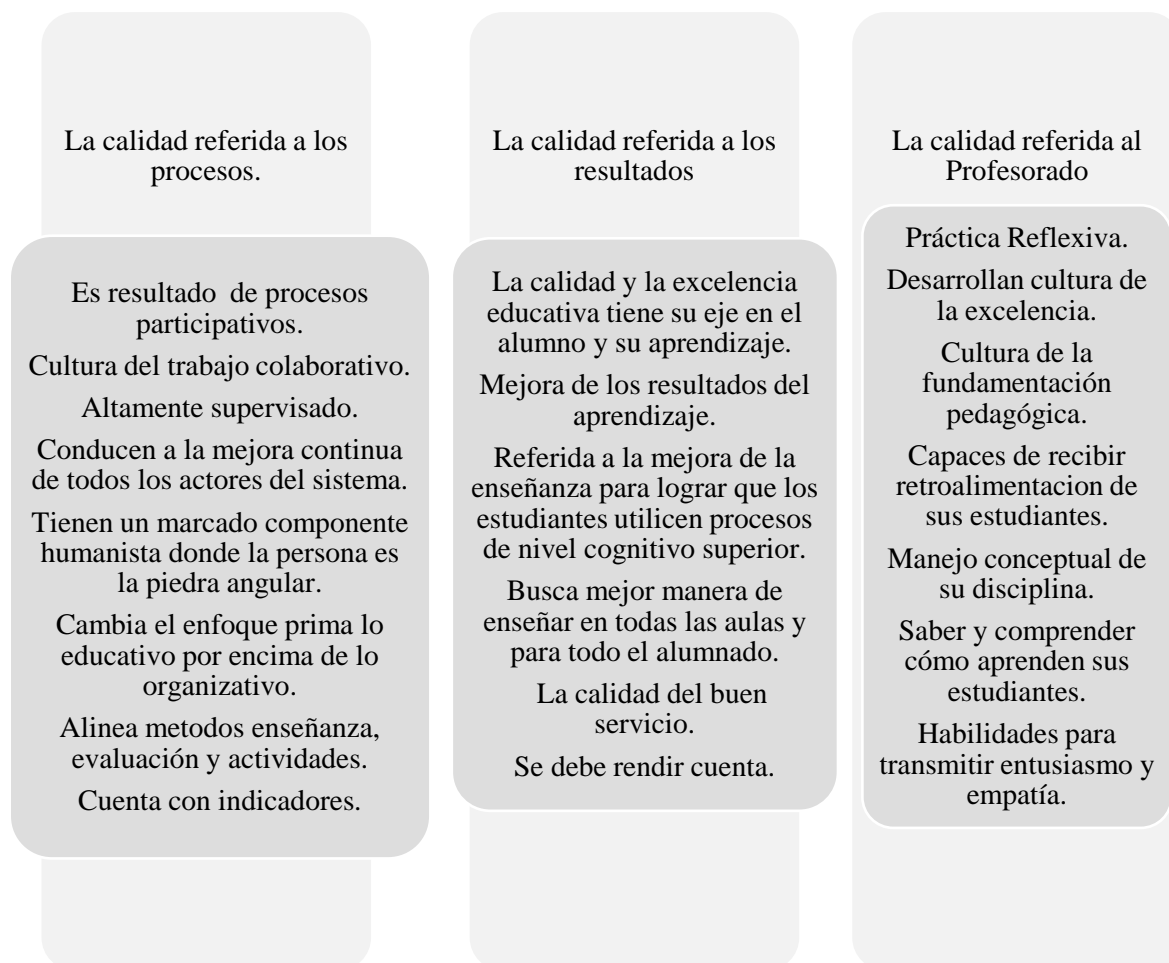 La calidad referida a los
procesos.
Es resultado  de procesos
participativos.
Cultura del trabajo colaborativo.
Altamente supervisado.
Conducen a la mejora continua
de todos los actores del sistema.
Tienen un marcado componente
humanista donde la persona es
la piedra angular.
Cambia el enfoque prima lo
educativo por encima de lo
organizativo.
Alinea metodos enseñanza,
evaluación y actividades.
Cuenta con indicadores.
La calidad referida a los
resultados
La calidad y la excelencia
educativa tiene su eje en el
alumno y su aprendizaje.
Mejora de los resultados del
aprendizaje.
Referida a la mejora de la
enseñanza para lograr que los
estudiantes utilicen procesos
de nivel cognitivo superior.
Busca mejor manera de
enseñar en todas las aulas y
para todo el alumnado.
La calidad del buen
servicio.
Se debe rendir cuenta.
La calidad referida al
Profesorado
Práctica Reflexiva.
Desarrollan cultura de
la excelencia.
Cultura de la
fundamentación
pedagógica.
Capaces de recibir
retroalimentacion de
sus estudiantes.
Manejo conceptual de
su disciplina.
Saber y comprender
cómo aprenden sus
estudiantes.
Habilidades para
transmitir entusiasmo y
empatía.